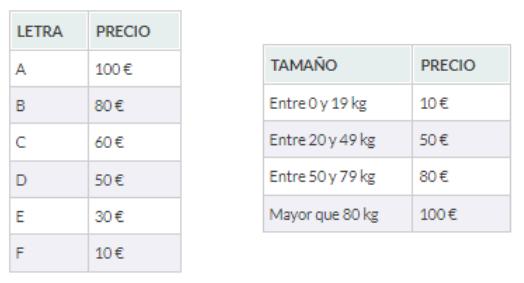 LETRA PRECIO
A 100 €
B 80 €
C 60 €
D 50 €
E 30 €
F 10 €
TAMAÑO PRECIO
Entre 0 y 19 kg 10 €
Entre 20 y 49 kg 50 €
Entre 50 y 79 kg 80 €
Mayor que 80 kg 100 €